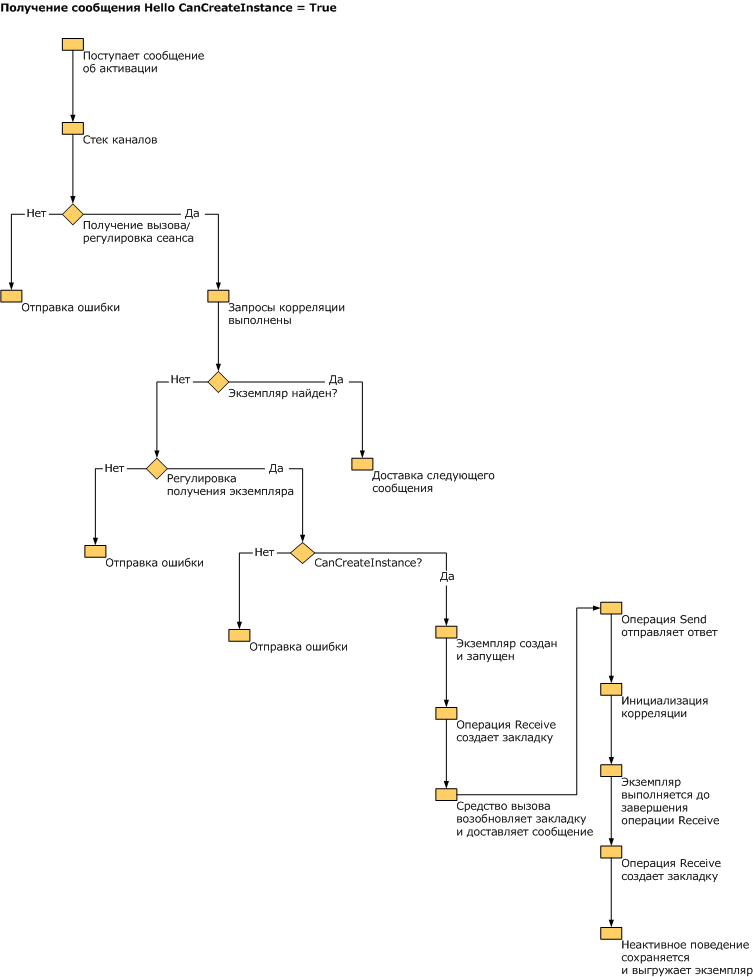 Получение сообщения Hello CanCreateInstance = True
Поступает сообщение
об активации
Стек каналов
Нет
Да
Получение вызова/
регулировка сеанса
Отправка ошибки
Запросы корреляции
выполнены
Нет
Да
Экземпляр найден?
Нет
Да
Регулировка
получения экземпляра
Доставка следующего
сообщения
Отправка ошибки
Нет
CanCreateInstance?
Да
Отправка ошибки
Экземпляр создан
и запущен
Операция Receive
создает закладку
Средство вызова
возобновляет закладку
и доставляет сообщение
Операция Send
отправляет ответ
Инициализация
корреляции
Экземпляр
выполняется до
завершения
операции Receive
Операция Receive
создает закладку
Неактивное поведение
сохраняется
и выгружает экземпляр